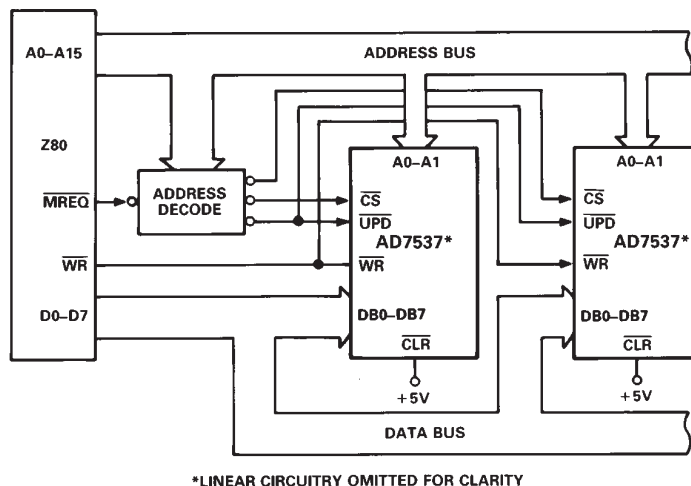 A0–A15
ADDRESS BUS
Z80
A0–A1
A0–A1
MREQ
ADDRESS
DECODE
CS
UPD
AD7537*
CS
UPD
AD7537*
WR
WR
WR
D0–D7
DB0–DB7
DB0–DB7
CLR
CLR
+5V
+5V
DATA BUS
*LINEAR CIRCUITRY OMITTED FOR CLARITY